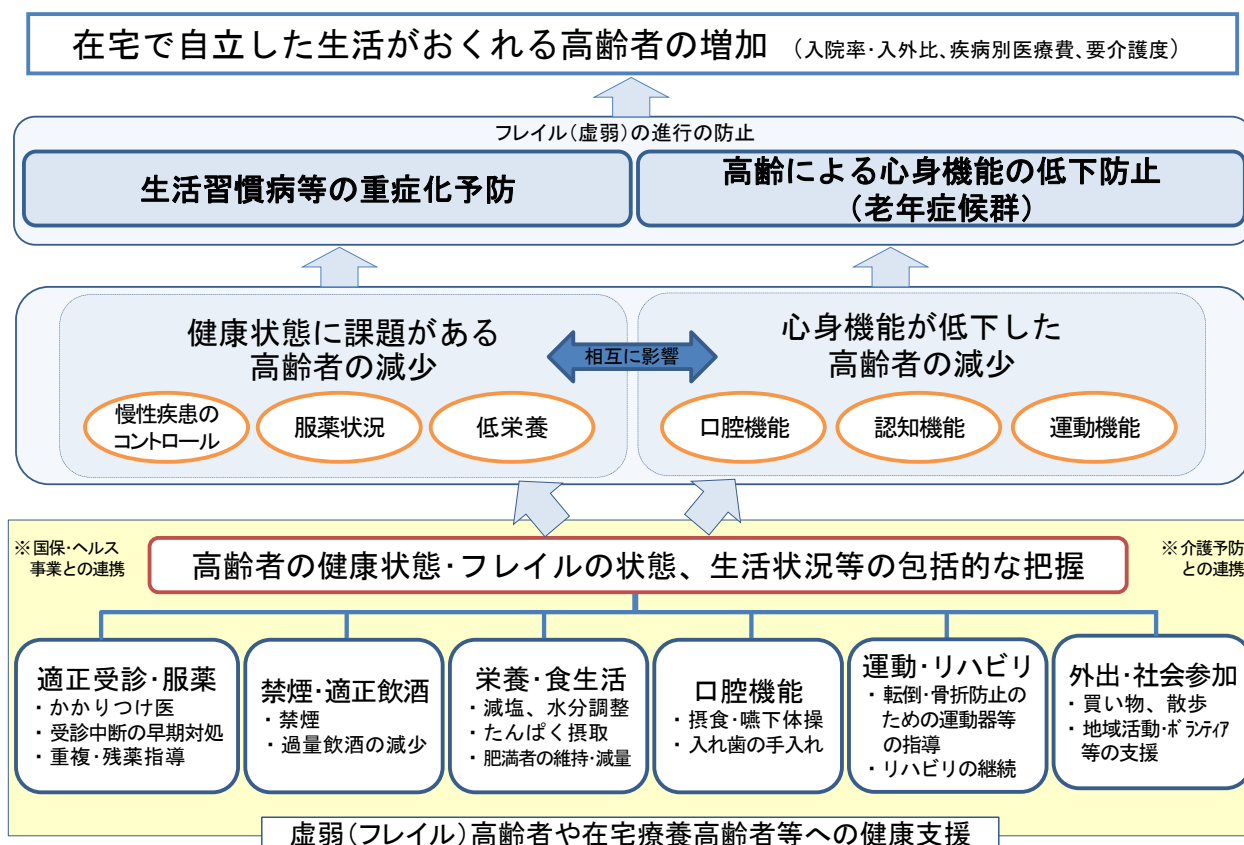 在宅で自立した生活がおくれる高齢者の増加 (入院率・入外比、疾病別医療費、要介護度)
フレイル(虚弱)の進行の防止
生活習慣病等の重症化予防
高齢による心身機能の低下防止
(老年症候群)
健康状態に課題がある
高齢者の減少
相互に影響
心身機能が低下した
高齢者の減少
慢性疾患の
コントロール
服薬状況
低栄養
口腔機能
認知機能
運動機能
※国保・ヘルス
事業との連携
高齢者の健康状態・フレイルの状態、生活状況等の包括的な把握
※介護予防
との連携
適正受診・服薬
・かかりつけ医
・受診中断の早期対処
・重複・残薬指導
禁煙・適正飲酒
・禁煙
・過量飲酒の減少
栄養・食生活
・減塩、水分調整
・たんぱく摂取
・肥満者の維持・減量
口腔機能
・摂食・嚥下体操
・入れ歯の手入れ
運動・リハビリ
・転倒・骨折防止の
ための運動器等
の指導
・リハビリの継続
外出・社会参加
・買い物、散歩
・地域活動・ボランティア
等の支援
虚弱(フレイル)高齢者や在宅療養高齢者等への健康支援